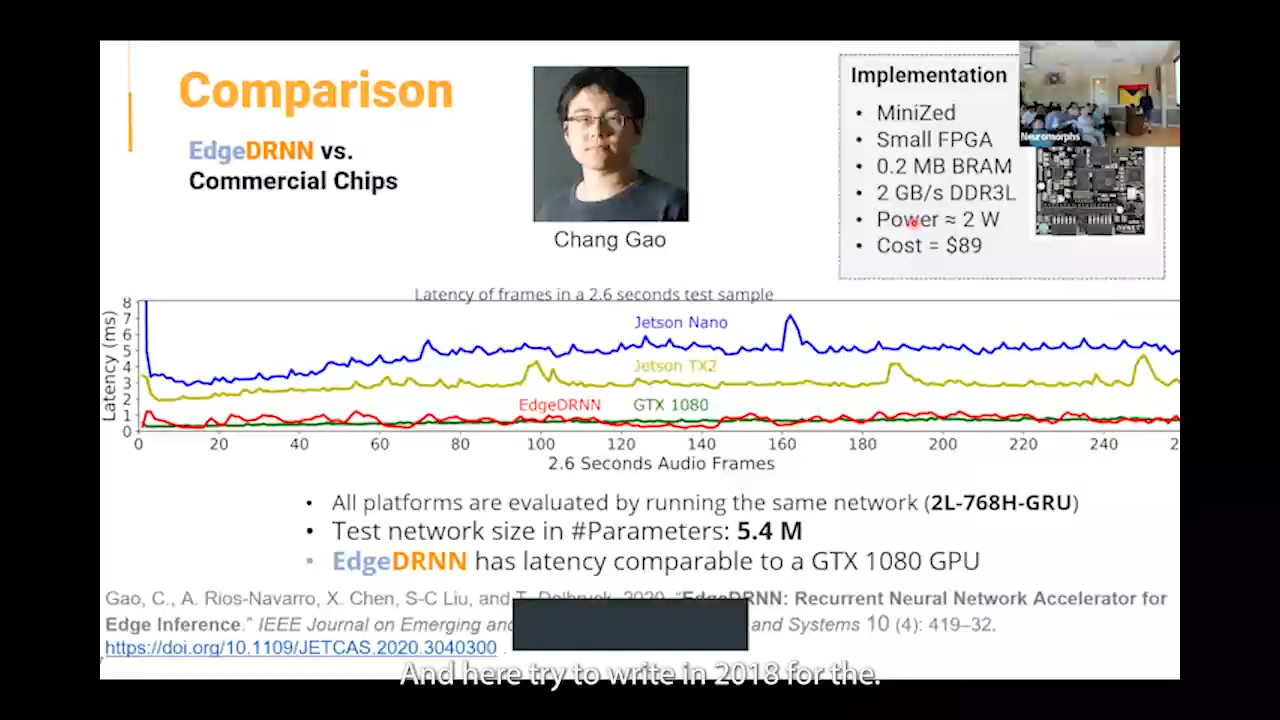 Comparison
EdgeDRNN vs.
Commercial Chips
Chang Gao
Implementation
• MiniZed
• Small FPGA
• 0.2 MB BRAM
• 2 GB/s DDR3L
• Power ≈ 2 W
• Cost = $89
Neuromorphs
Latency of frames in a 2.6 seconds test sample
Latency (ms)
8
7
6
5
4
3
2
1
0
Jetson Nano
Jetson TX2
EdgeDRNN GTX 1080
0 20 40 60 80 100 120 140 160 180 200 220 240 2
2.6 Seconds Audio Frames
• All platforms are evaluated by running the same network (2L-768H-GRU)
• Test network size in #Parameters: 5.4 M
• EdgeDRNN has latency comparable to a GTX 1080 GPU
Gao, C., A. Rios-Navarro, X. Chen, S-C Liu, and T. Delbruck. 2020. “EdgeDRNN: Recurrent Neural Network Accelerator for
Edge Inference.” IEEE Journal on Emerging and and Systems 10 (4): 419–32.
https://doi.org/10.1109/JETCAS.2020.3040300 .
And here try to write in 2018 for the.